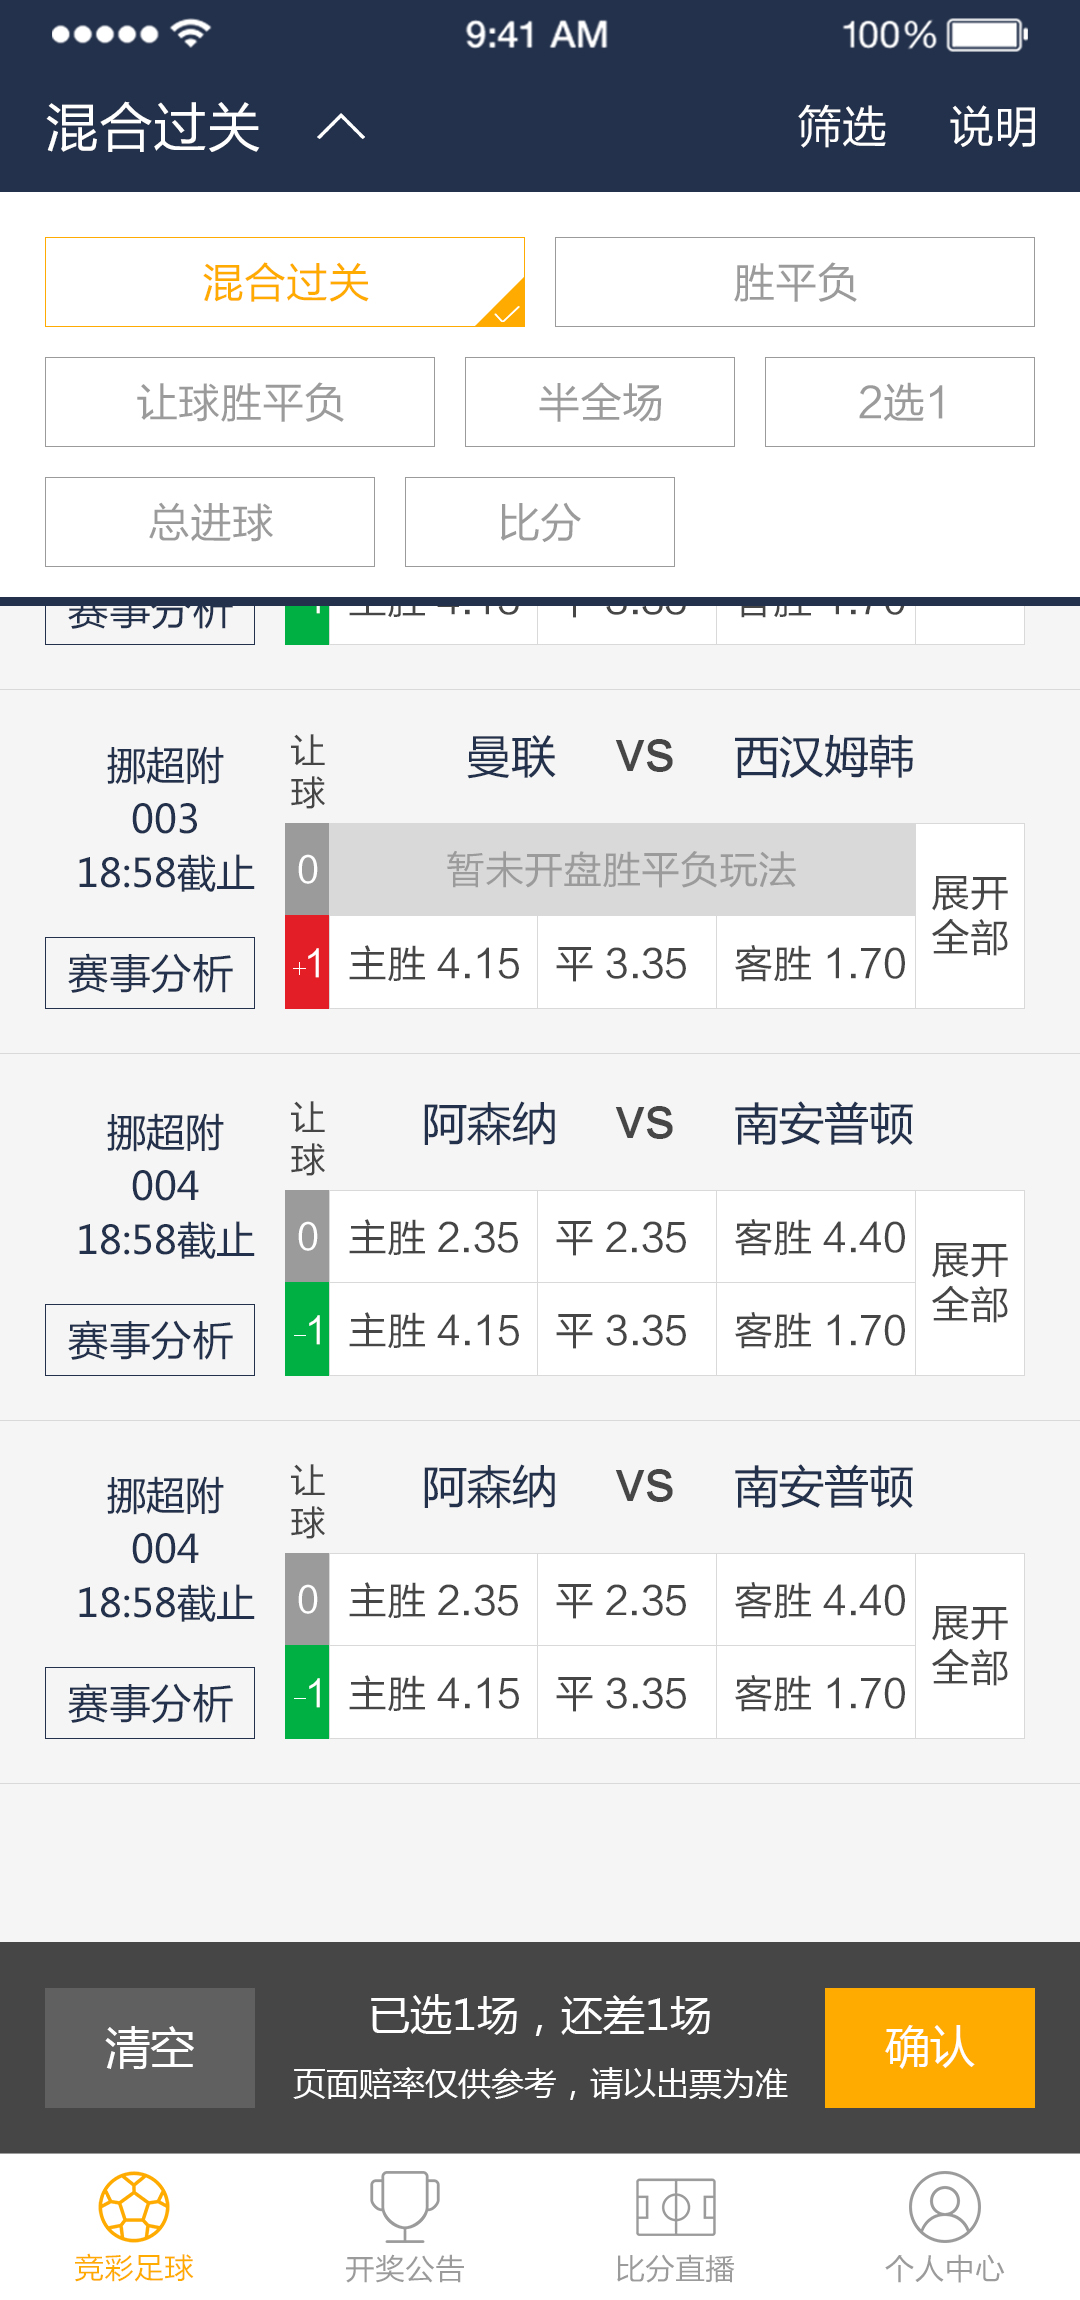 9:41 AM 100%
混合过关 筛选 说明
混合过关 胜平负
让球胜平负 半全场 2选1
总进球 比分
赛事分析 -1 主胜 4.15 平 3.35 客胜 1.70
挪超附
003
18:58截止
赛事分析
让球 曼联 VS 西汉姆韩
0 暂未开盘胜平负玩法
+1 主胜 4.15 平 3.35 客胜 1.70
展开
全部
挪超附
004
18:58截止
赛事分析
让球 阿森纳 VS 南安普顿
0 主胜 2.35 平 2.35 客胜 4.40
-1 主胜 4.15 平 3.35 客胜 1.70
展开
全部
挪超附
004
18:58截止
赛事分析
让球 阿森纳 VS 南安普顿
0 主胜 2.35 平 2.35 客胜 4.40
-1 主胜 4.15 平 3.35 客胜 1.70
展开
全部
清空
已选1场，还差1场
页面赔率仅供参考，请以出票为准
确认
竞彩足球 开奖公告 比分直播 个人中心